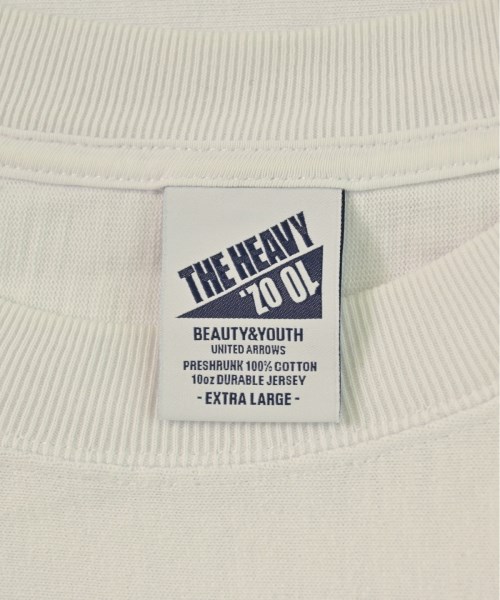 THE HEAVY
10 OZ.
BEAUTY&YOUTH
UNITED ARROWS
PRESHRUNK 100% COTTON
10oz DURABLE JERSEY
- EXTRA LARGE -